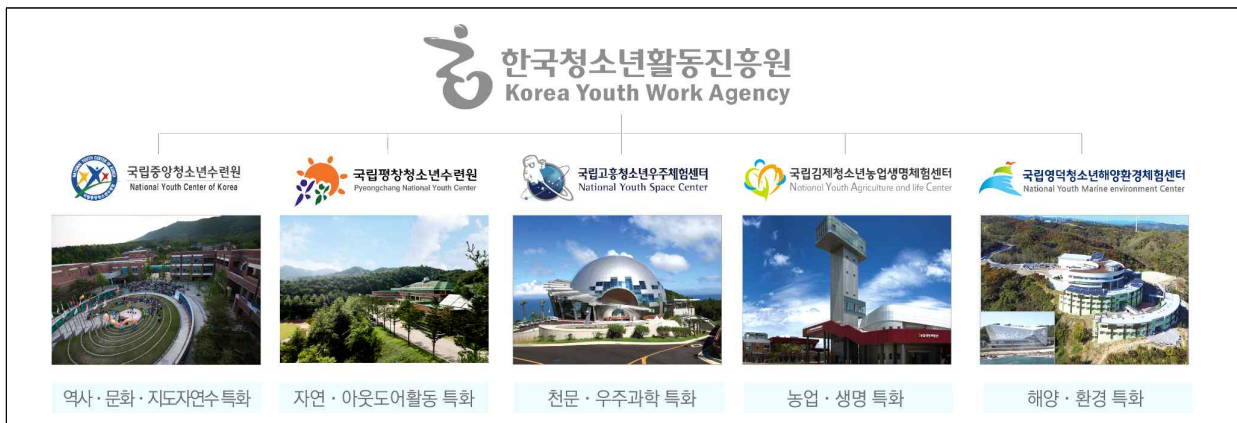 한국청소년활동진흥원
Korea Youth Work Agency
국립중앙청소년수련원
National Youth Center of Korea
국립평창청소년수련원
Pyeongchang National Youth Center
국립고흥청소년우주체험센터
National Youth Space Center
국립김제청소년농업생명체험센터
National Youth Agriculture and life Center
국립영덕청소년해양환경체험센터
National Youth Marine environment Center
역사·문화·지도자연수 특화
자연·아웃도어활동 특화
천문·우주과학 특화
농업·생명 특화
해양·환경 특화